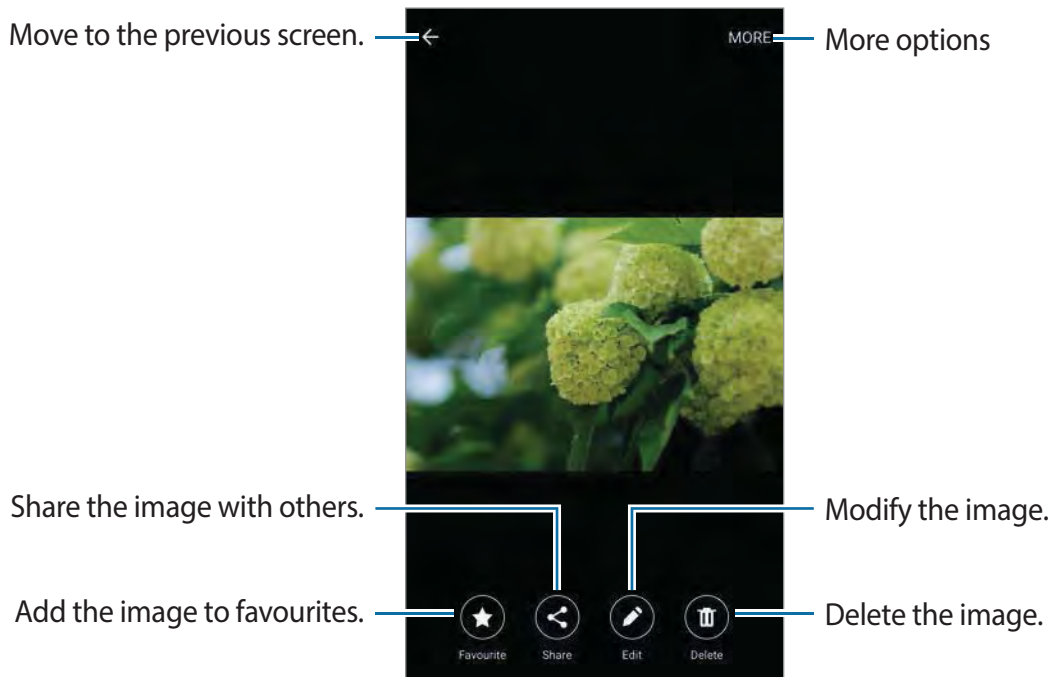 Move to the previous screen.
MORE
More options
Share the image with others.
Modify the image.
Add the image to favourites.
Delete the image.
Favourite
Share
Edit
Delete